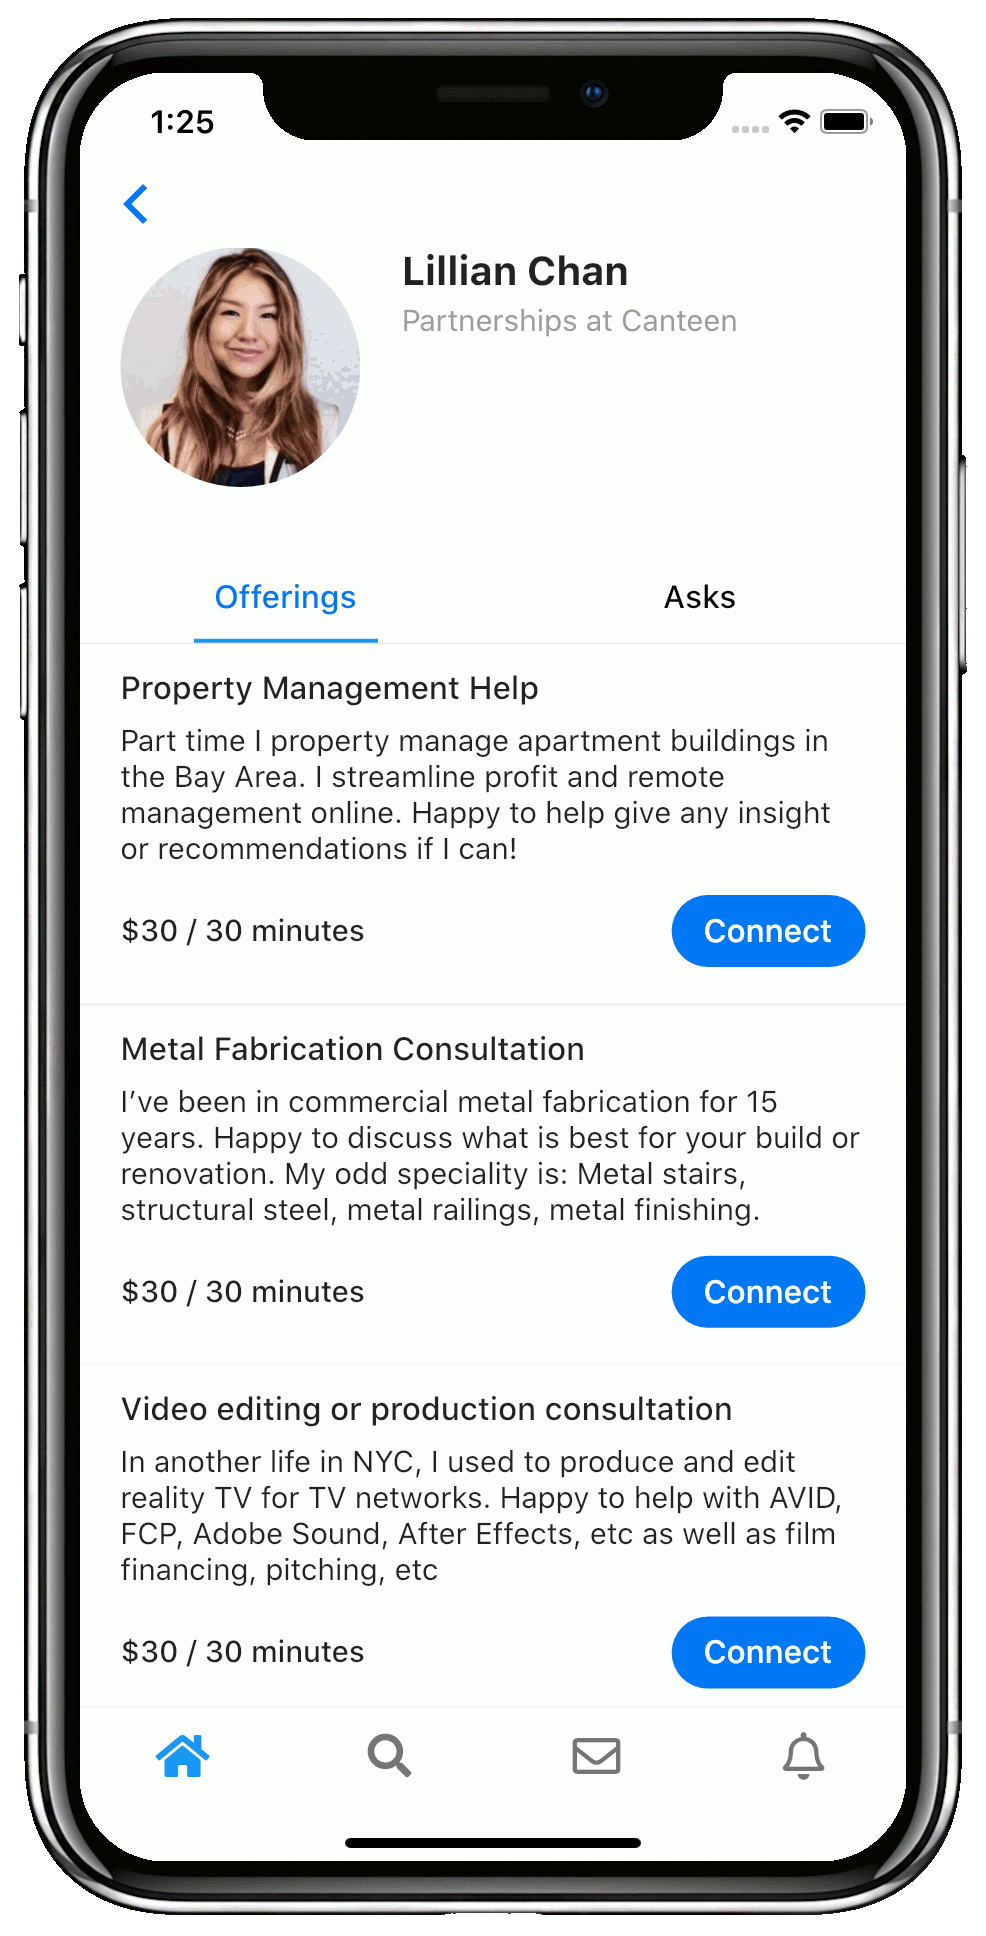 1:25
Lillian Chan
Partnerships at Canteen
Offerings
Asks
Property Management Help
Part time I property manage apartment buildings in
the Bay Area. I streamline profit and remote
management online. Happy to help give any insight
or recommendations if I can!
$30 / 30 minutes
Connect
Metal Fabrication Consultation
I’ve been in commercial metal fabrication for 15
years. Happy to discuss what is best for your build or
renovation. My odd speciality is: Metal stairs,
structural steel, metal railings, metal finishing.
$30 / 30 minutes
Connect
Video editing or production consultation
In another life in NYC, I used to produce and edit
reality TV for TV networks. Happy to help with AVID,
FCP, Adobe Sound, After Effects, etc as well as film
financing, pitching, etc
$30 / 30 minutes
Connect